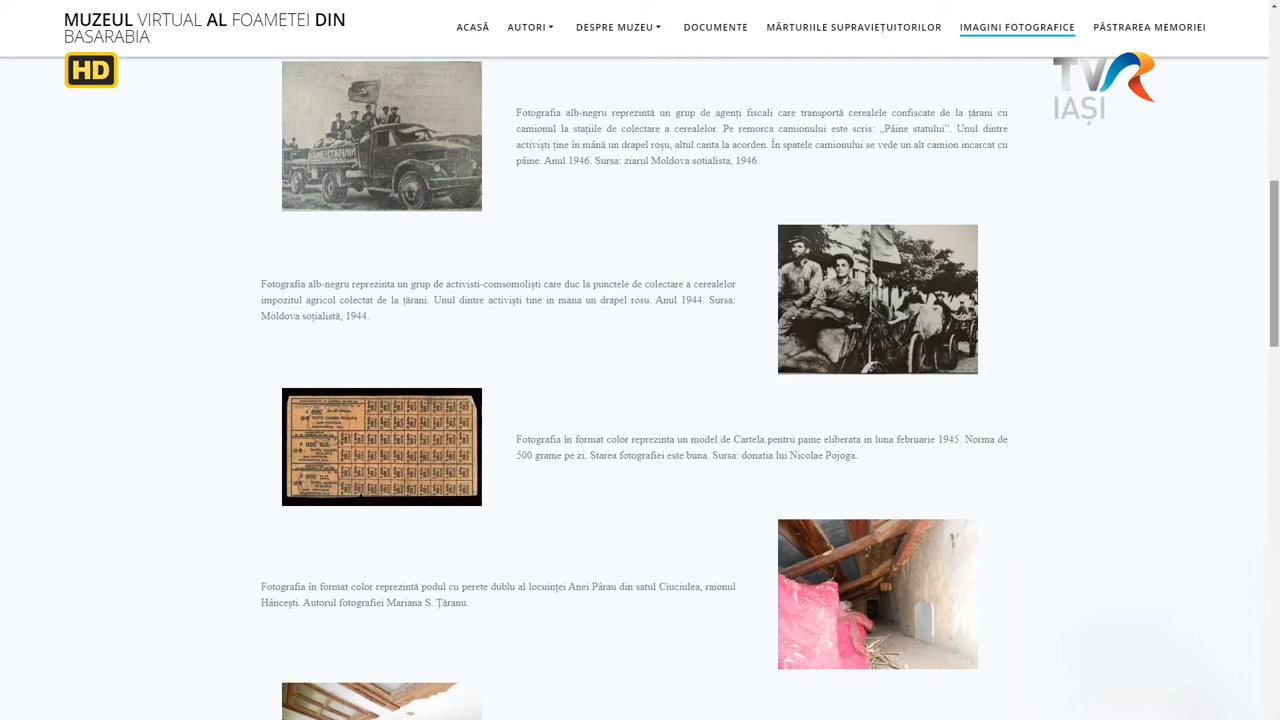 MUZEUL VIRTUAL AL FOAMETEI DIN
BASARABIA
ACASĂ
AUTORI
DESPRE MUZEU
DOCUMENTE
MĂRTURIILE SUPRAVIEȚUITORILOR
IMAGINI FOTOGRAFICE
PĂSTRAREA MEMORIEI
HD
TVR
IAȘI
Fotografia alb-negru reprezintă un grup de agenți fiscali care transportă cerealele confiscate de la țărani cu
camionul la stațiile de colectare a cerealelor. Pe remorca camionului este scris: „Pâine statului”. Unul dintre
activiști ține în mână un drapel roșu, altul canta la acorden. În spatele camionului se vede un alt camion incarcat cu
pâine. Anul 1946. Sursa: ziarul Moldova sotialista, 1946.
Fotografia alb-negru reprezinta un grup de activisti-comsomoliști care duc la punctele de colectare a cerealelor
impozitul agricol colectat de la țărani. Unul dintre activiști tine in mana un drapel rosu. Anul 1944. Sursa:
Moldova soțialistă, 1944.
Fotografia în format color reprezinta un model de Cartela pentru paine eliberata in luna februarie 1945. Norma de
500 grame pe zi. Starea fotografiei este buna. Sursa: donatia lui Nicolae Pojoga.
Fotografia în format color reprezintă podul cu perete dublu al locuinței Anei Pârau din satul Ciuciulea, raionul
Hâncești. Autorul fotografiei Mariana S. Țăranu.